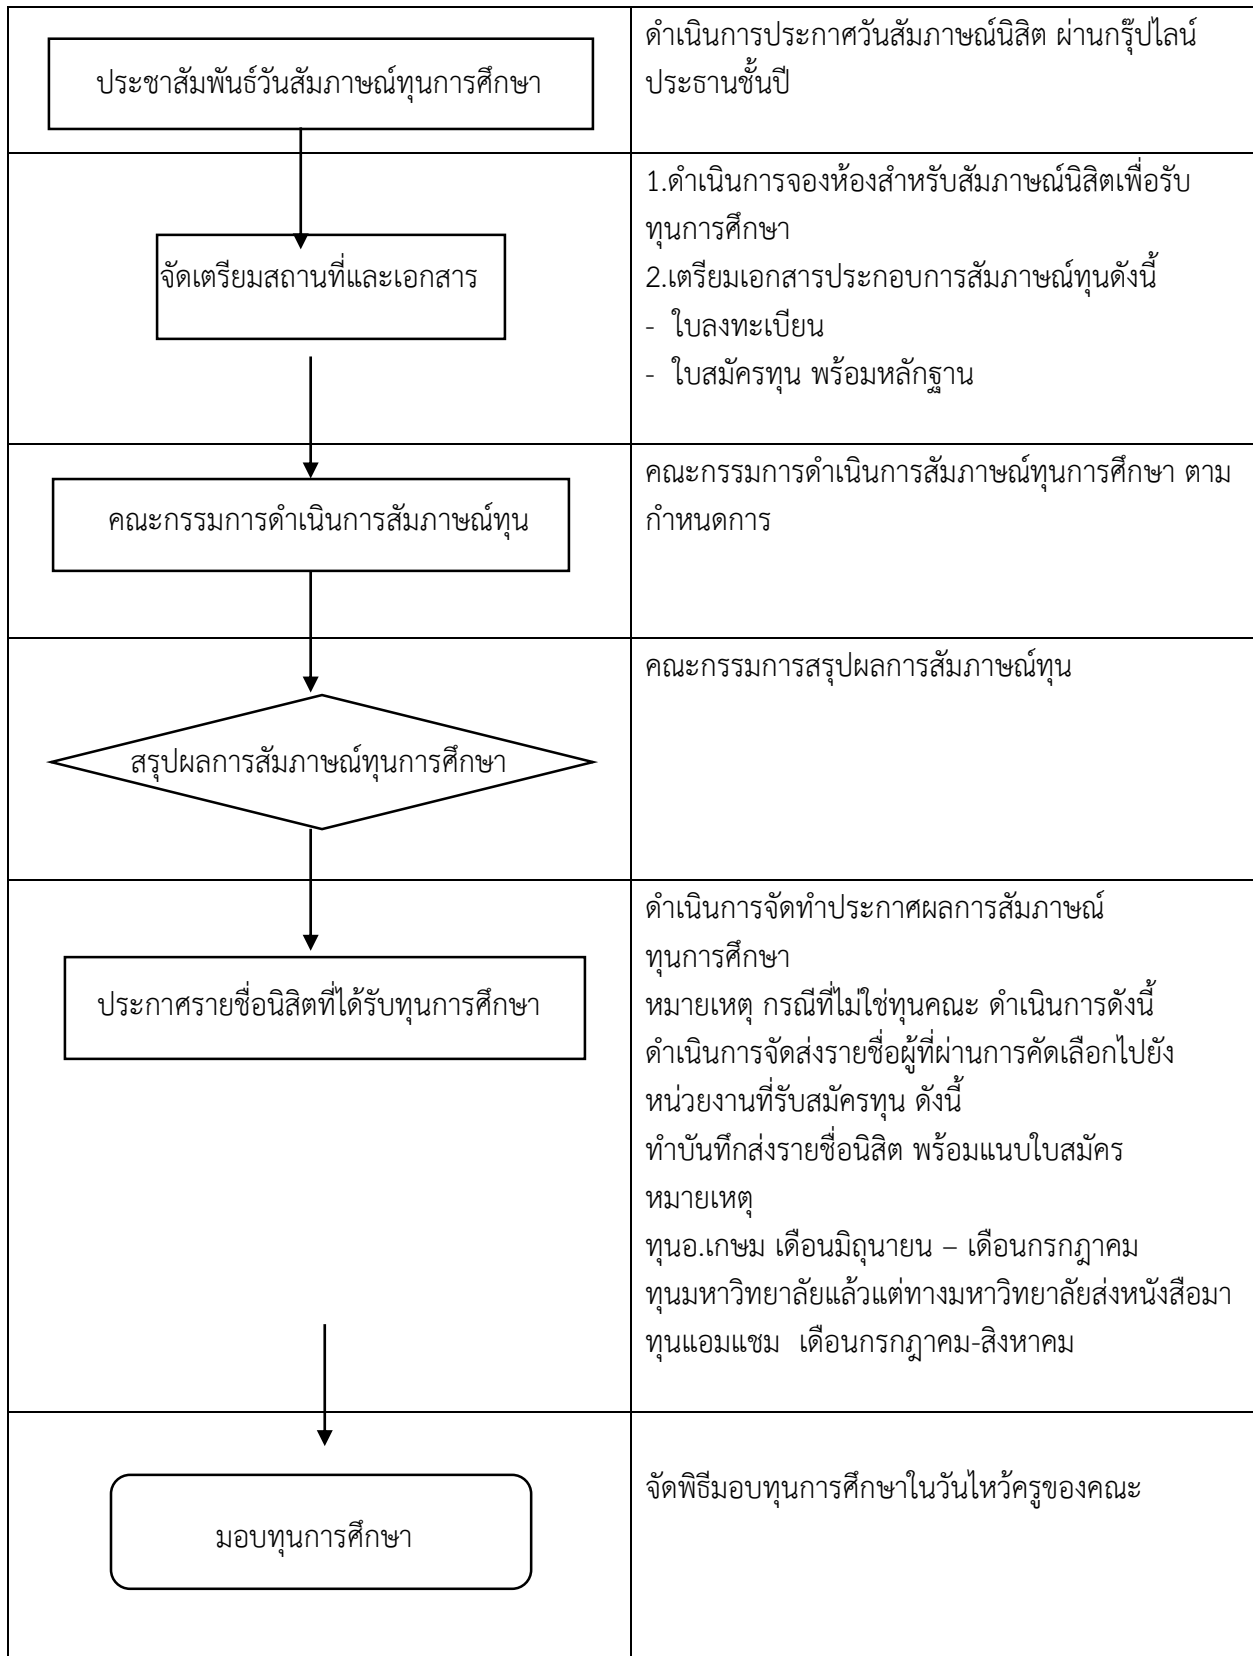 ประชาสัมพันธ์วันสัมภาษณ์ทุนการศึกษา
ดำเนินการประกาศวันสัมภาษณ์นิสิต ผ่านกรุ๊ปไลน์
ประธานชั้นปี
จัดเตรียมสถานที่และเอกสาร
1.ดำเนินการจองห้องสำหรับสัมภาษณ์นิสิตเพื่อรับ
ทุนการศึกษา
2.เตรียมเอกสารประกอบการสัมภาษณ์ทุนดังนี้
- ใบลงทะเบียน
- ใบสมัครทุน พร้อมหลักฐาน
คณะกรรมการดำเนินการสัมภาษณ์ทุน
คณะกรรมการดำเนินการสัมภาษณ์ทุนการศึกษา ตาม
กำหนดการ
สรุปผลการสัมภาษณ์ทุนการศึกษา
คณะกรรมการสรุปผลการสัมภาษณ์ทุน
ประกาศรายชื่อนิสิตที่ได้รับทุนการศึกษา
ดำเนินการจัดทำประกาศผลการสัมภาษณ์
ทุนการศึกษา
หมายเหตุ กรณีที่ไม่ใช่ทุนคณะ ดำเนินการดังนี้
ดำเนินการจัดส่งรายชื่อผู้ที่ผ่านการคัดเลือกไปยัง
หน่วยงานที่รับสมัครทุน ดังนี้
ทำบันทึกส่งรายชื่อนิสิต พร้อมแนบใบสมัคร
หมายเหตุ
ทุนอ.เกษม เดือนมิถุนายน – เดือนกรกฎาคม
ทุนมหาวิทยาลัยแล้วแต่ทางมหาวิทยาลัยส่งหนังสือมา
ทุนแอมแชม เดือนกรกฎาคม-สิงหาคม
มอบทุนการศึกษา
จัดพิธีมอบทุนการศึกษาในวันไหว้ครูของคณะ